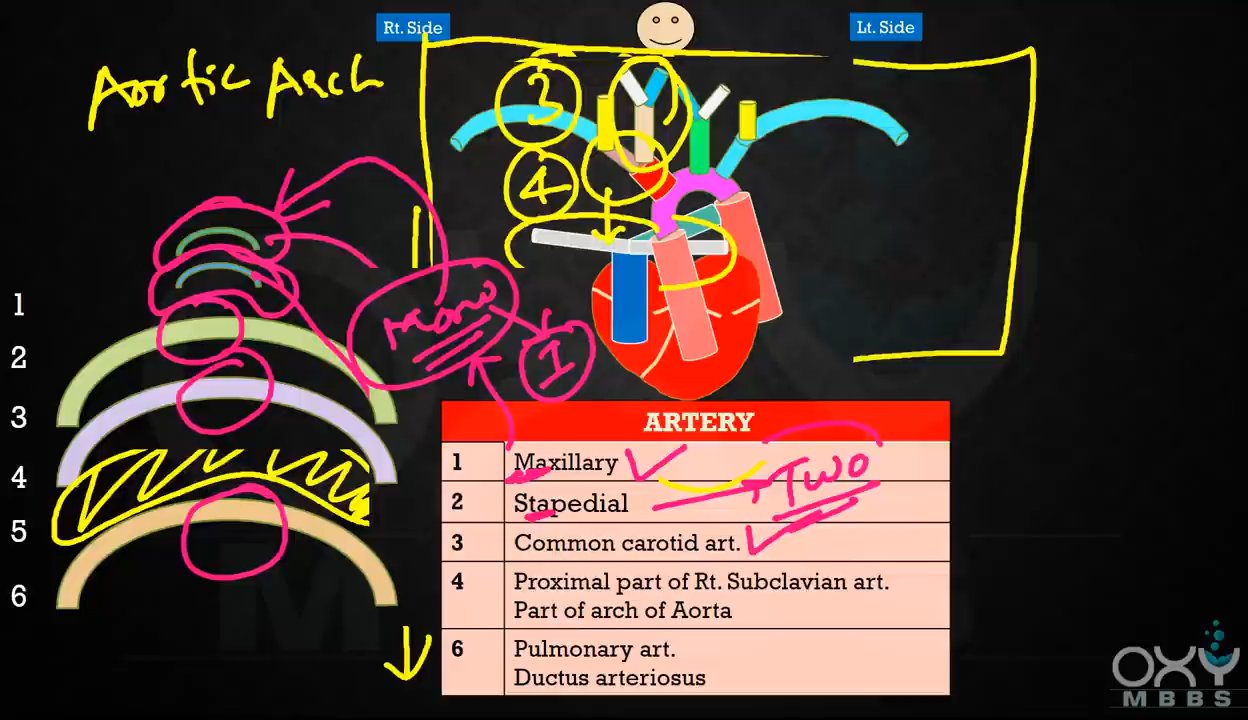 Rt. Side
Lt. Side
Aortic Arch
3
4
1
2
3
4
5
6
Mono
I
ARTERY
1 Maxillary
2 Stapedial
TWO
3 Common carotid art.
4 Proximal part of Rt. Subclavian art.
Part of arch of Aorta
6 Pulmonary art.
Ductus arteriosus
OXY
MBBS